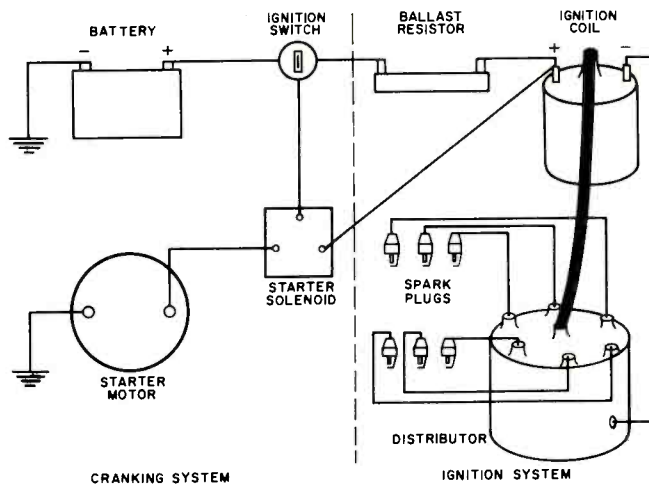 BATTERY
- +
IGNITION
SWITCH
BALLAST
RESISTOR
IGNITION
COIL
+ -
STARTER
SOLENOID
SPARK
PLUGS
STARTER
MOTOR
DISTRIBUTOR
CRANKING SYSTEM
IGNITION SYSTEM